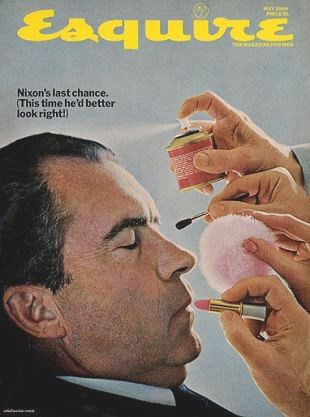 MAY 1968
PRICE $1.
Esquire
THE MAGAZINE FOR MEN
Nixon's last chance.
(This time he'd better
look right!)